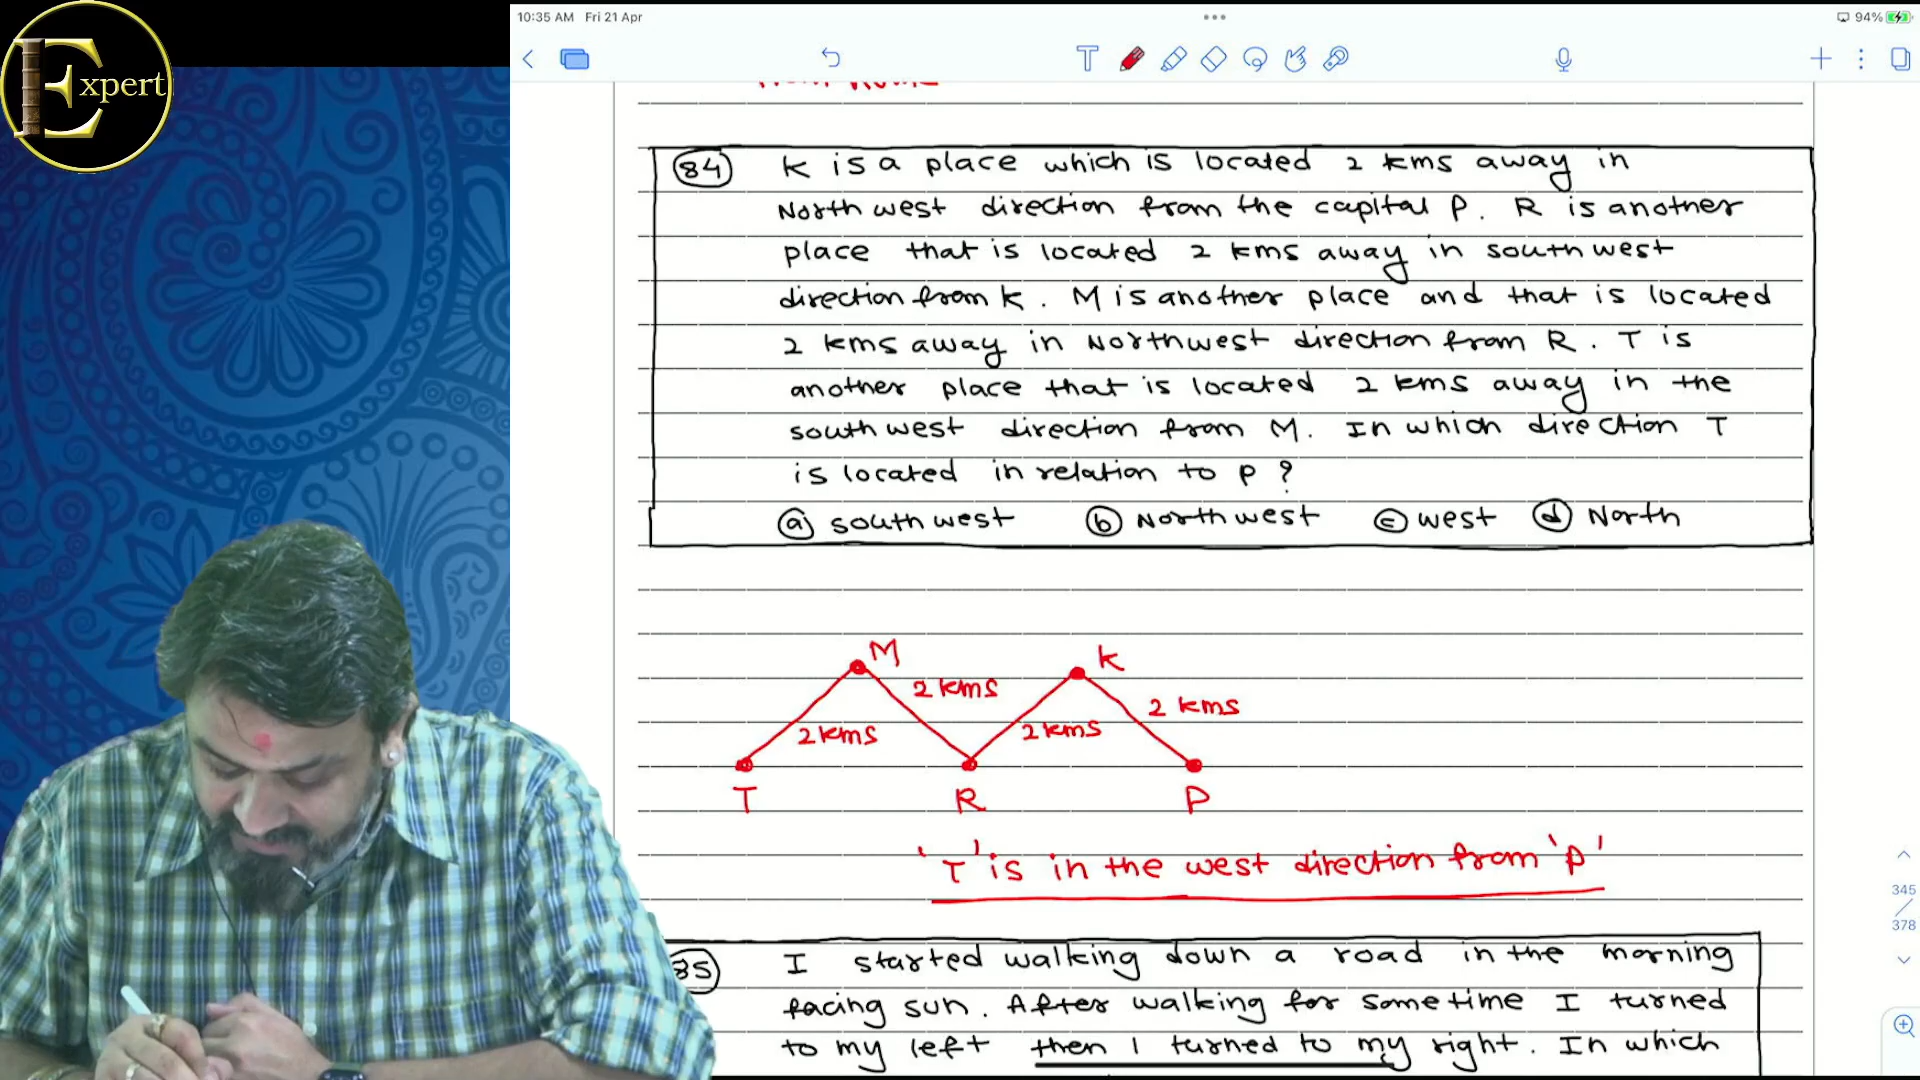 Expert
10:35 AM Fri 21 Apr
94%
from Home
84 K is a place which is located 2 kms away in
North west direction from the capital P. R is another
place that is located 2 kms away in south west
direction from K. M is another place and that is located
2 kms away in Northwest direction from R. T is
another place that is located 2 kms away in the
south west direction from M. In which direction T
is located in relation to P ?
(a) south west (b) North west (c) west (d) North
M
K
2 kms
2 kms
2 kms
2 kms
T
R
P
'T' is in the west direction from 'P'
345
378
85 I started walking down a road in the morning
facing sun. After walking for some time I turned
to my left then I turned to my right. In which